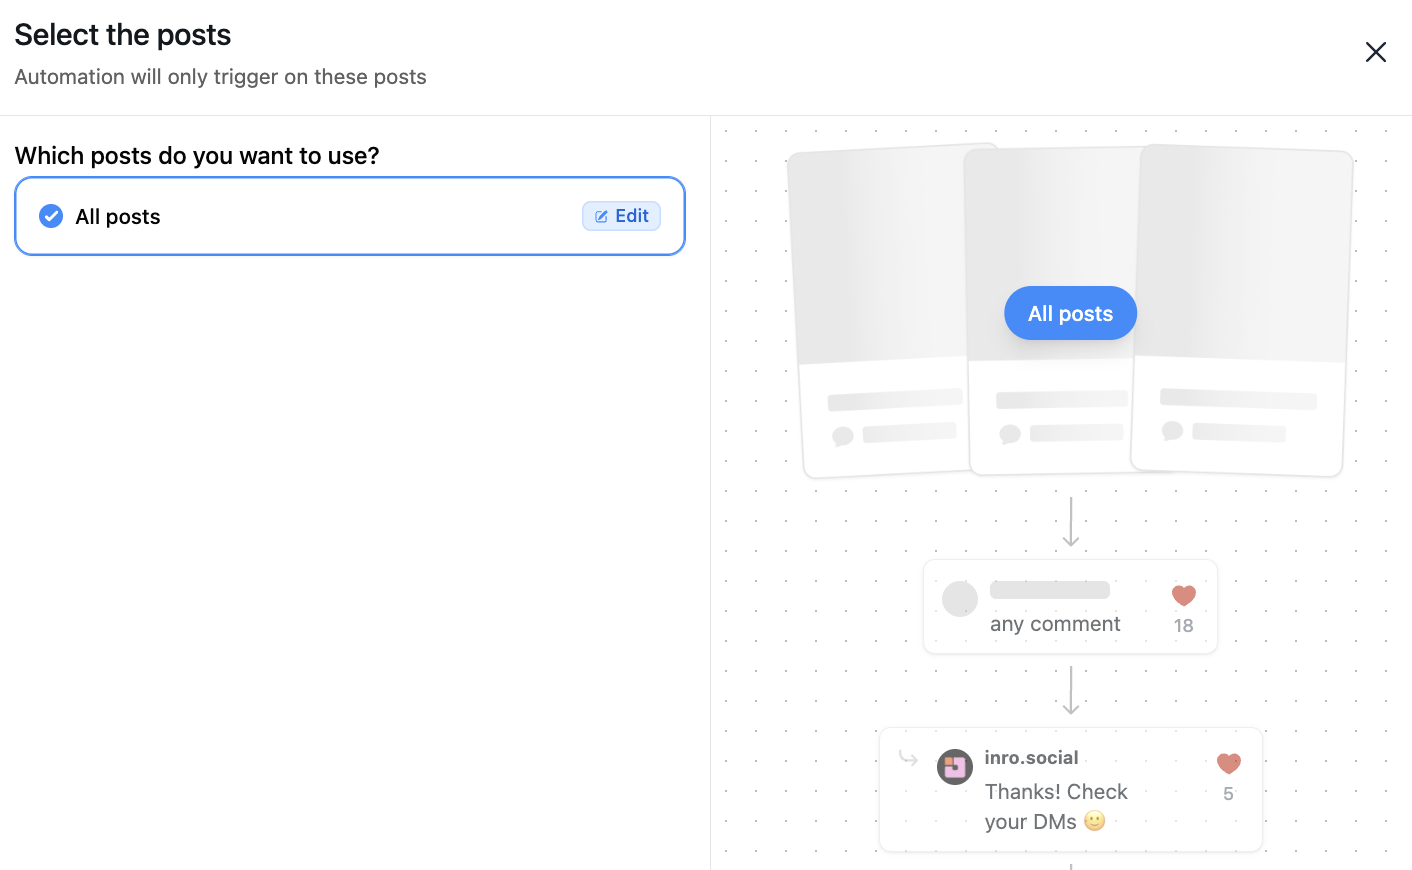 Select the posts
Automation will only trigger on these posts
Which posts do you want to use?
All posts
Edit
All posts
any comment
18
inro.social
Thanks! Check
your DMs 🙂
5